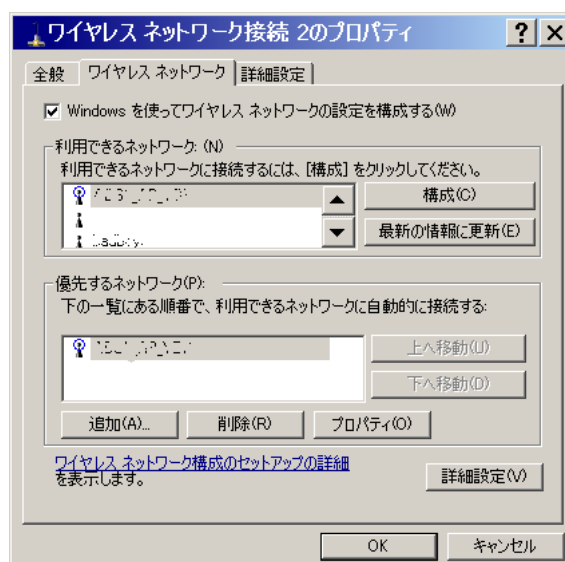 ワイヤレス ネットワーク接続 2のプロパティ
全般 ワイヤレス ネットワーク 詳細設定
Windows を使ってワイヤレス ネットワークの設定を構成する(W)
利用できるネットワーク: (N)
利用できるネットワークに接続するには、[構成] をクリックしてください。
構成(C)
最新の情報に更新(E)
優先するネットワーク(P):
下の一覧にある順番で、利用できるネットワークに自動的に接続する:
上へ移動(U)
下へ移動(D)
追加(A)... 削除(R) プロパティ(O)
ワイヤレス ネットワーク構成のセットアップの詳細
を表示します。
詳細設定(V)
OK キャンセル